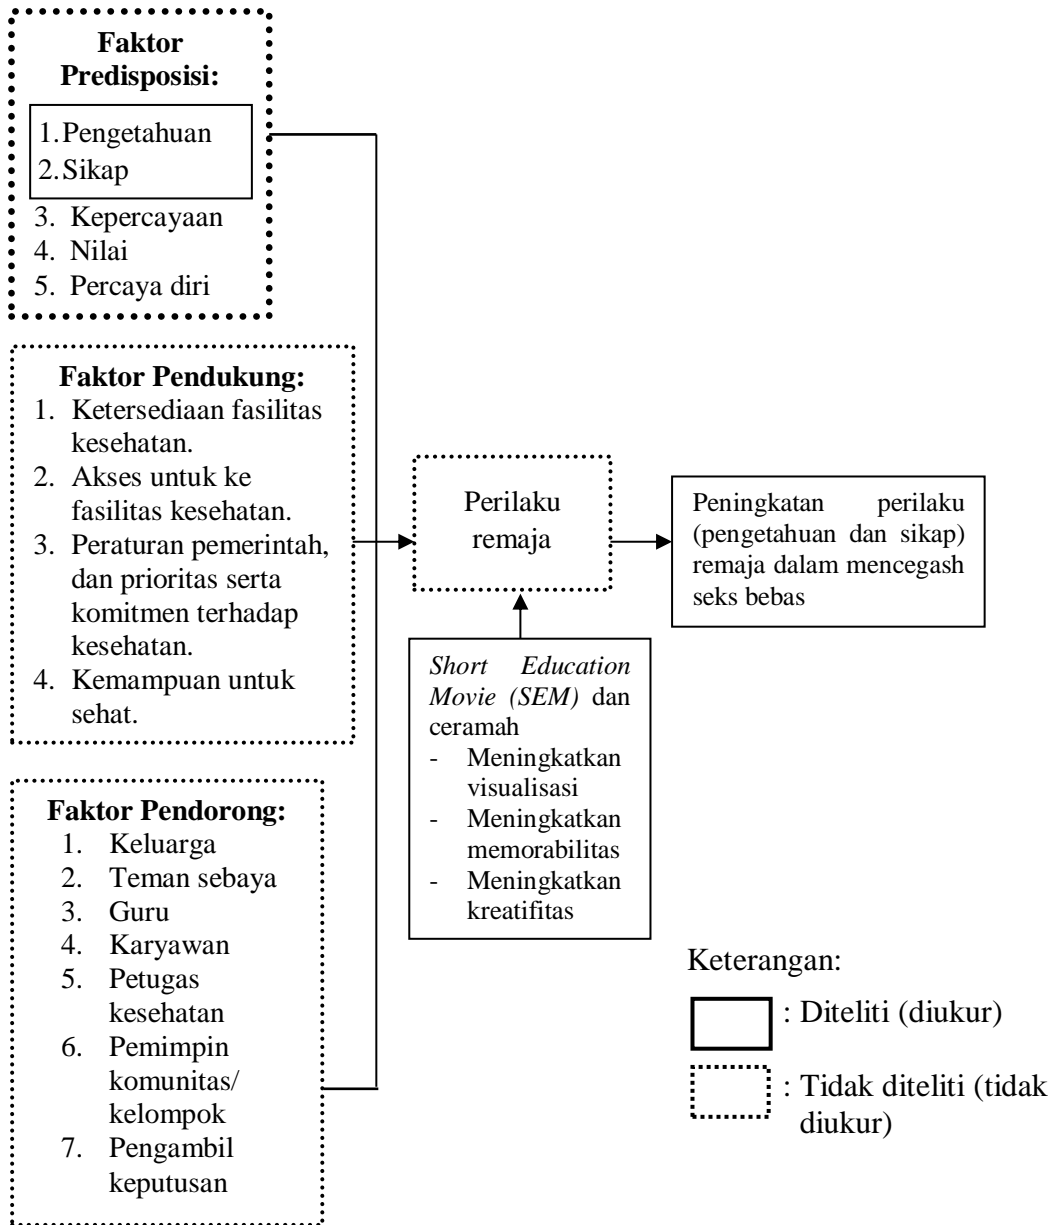 Faktor
Predisposisi:
1.Pengetahuan
2.Sikap
3. Kepercayaan
4. Nilai
5. Percaya diri
Faktor Pendukung:
1. Ketersediaan fasilitas
kesehatan.
2. Akses untuk ke
fasilitas kesehatan.
3. Peraturan pemerintah,
dan prioritas serta
komitmen terhadap
kesehatan.
4. Kemampuan untuk
sehat.
Faktor Pendorong:
1. Keluarga
2. Teman sebaya
3. Guru
4. Karyawan
5. Petugas
kesehatan
6. Pemimpin
komunitas/
kelompok
7. Pengambil
keputusan
Perilaku
remaja
Short Education
Movie (SEM) dan
ceramah
- Meningkatkan
visualisasi
- Meningkatkan
memorabilitas
- Meningkatkan
kreatifitas
Peningkatan perilaku
(pengetahuan dan sikap)
remaja dalam mencegash
seks bebas
Keterangan:
: Diteliti (diukur)
: Tidak diteliti (tidak
diukur)